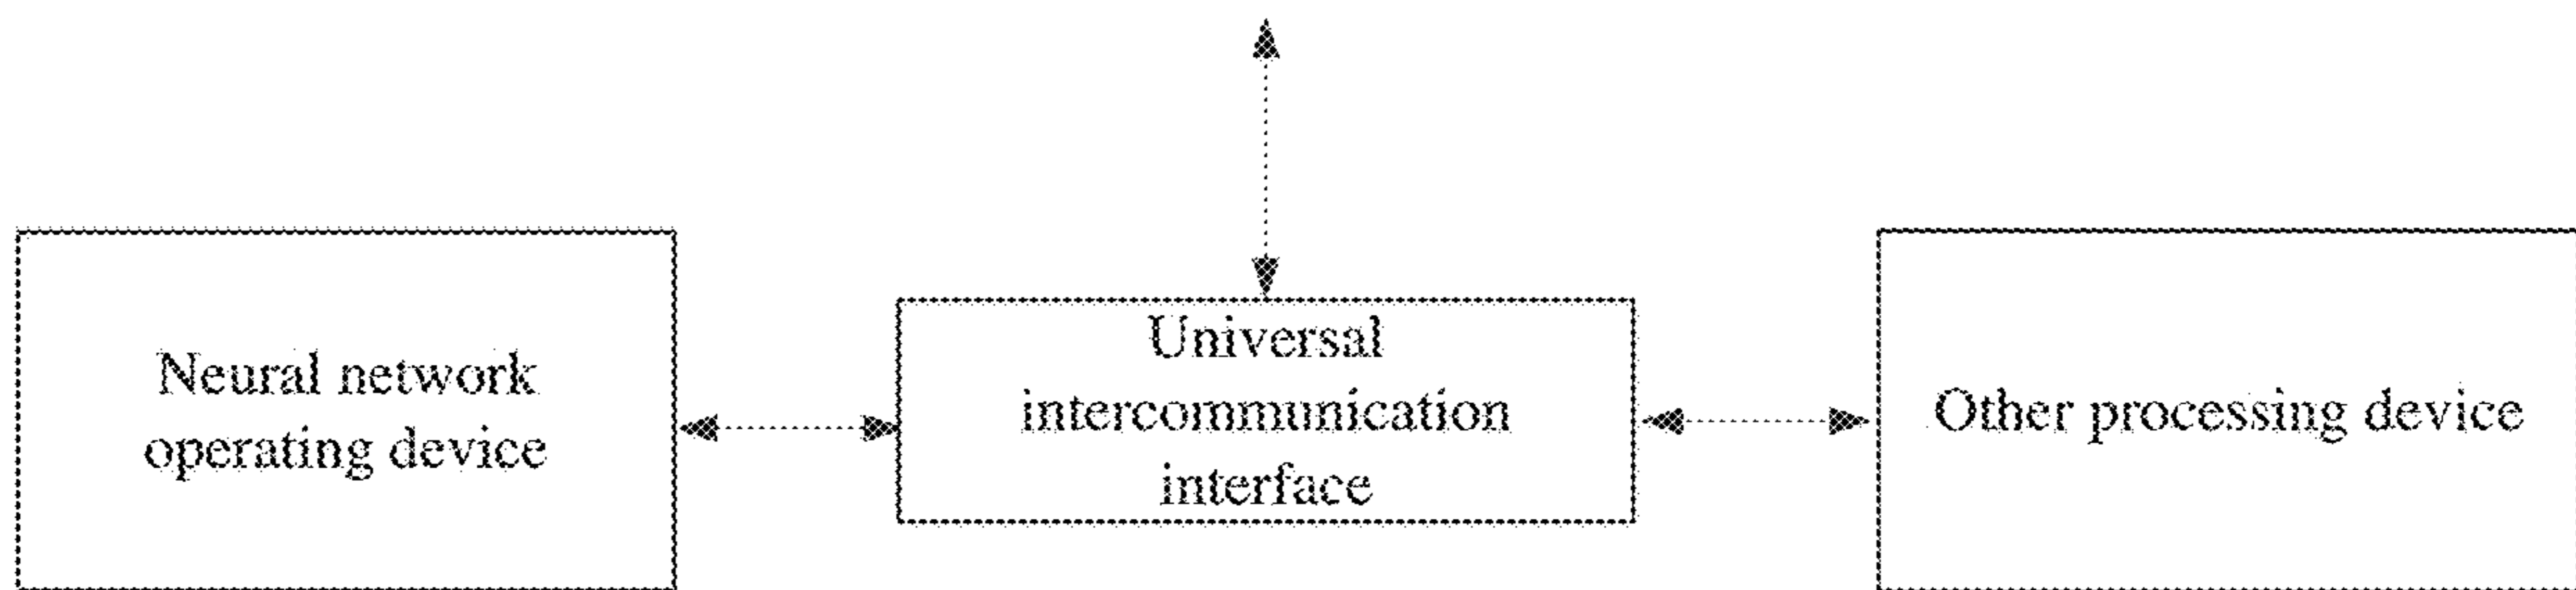 Neural network
operating device
Universal
intercommunication
interface
Other processing device